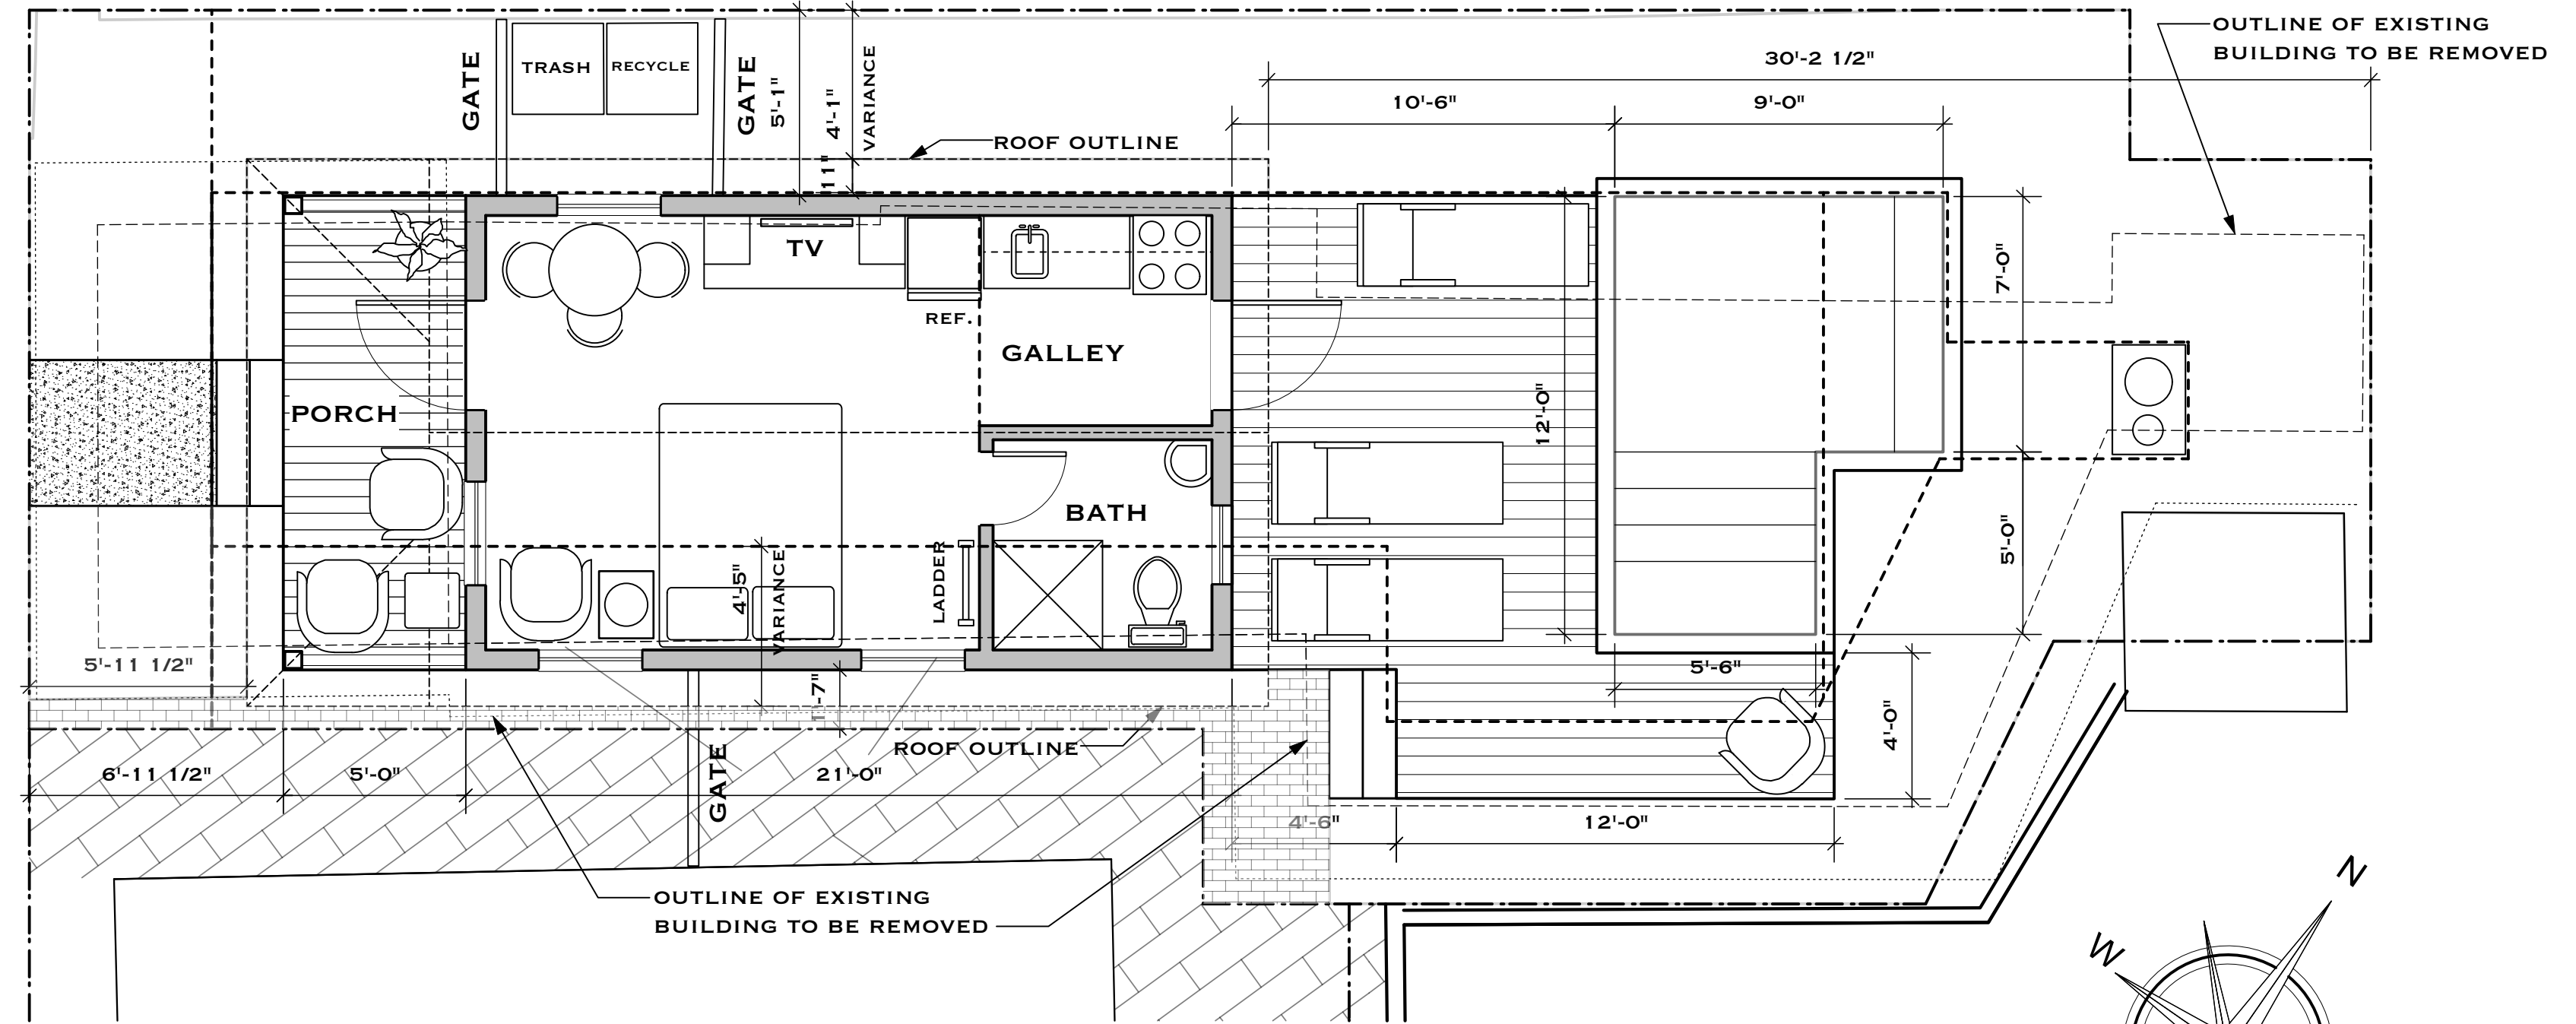 OUTLINE OF EXISTING
BUILDING TO BE REMOVED
30'-2 1/2"
10'-6"
9'-0"
GATE
TRASH
RECYCLE
GATE
5'-1"
4'-1"
VARIANCE
11"
ROOF OUTLINE
TV
REF.
GALLEY
7'-0"
12'-0"
PORCH
BATH
5'-0"
LADDER
4'-5"
VARIANCE
5'-11 1/2"
5'-6"
1'-7"
4'-0"
ROOF OUTLINE
6'-11 1/2"
5'-0"
21'-0"
GATE
4'-6"
12'-0"
OUTLINE OF EXISTING
BUILDING TO BE REMOVED
N
W